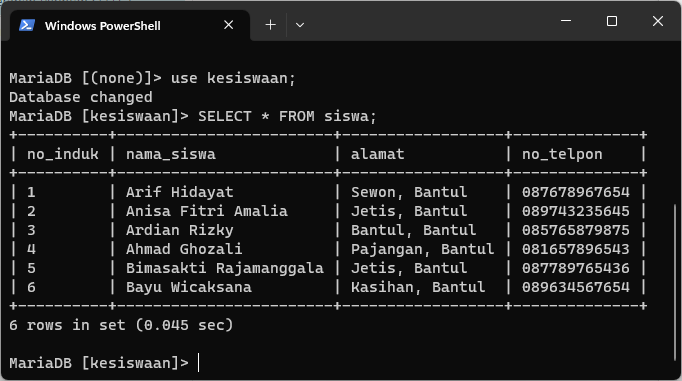 Windows PowerShell
MariaDB [(none)]> use kesiswaan;
Database changed
MariaDB [kesiswaan]> SELECT * FROM siswa;
+----------+------------------------+------------------+--------------+
| no_induk | nama_siswa             | alamat           | no_telpon    |
+----------+------------------------+------------------+--------------+
| 1        | Arif Hidayat           | Sewon, Bantul    | 087678967654 |
| 2        | Anisa Fitri Amalia     | Jetis, Bantul    | 089743235645 |
| 3        | Ardian Rizky           | Bantul, Bantul   | 085765879875 |
| 4        | Ahmad Ghozali          | Pajangan, Bantul | 081657896543 |
| 5        | Bimasakti Rajamanggala | Jetis, Bantul    | 087789765436 |
| 6        | Bayu Wicaksana         | Kasihan, Bantul  | 089634567654 |
+----------+------------------------+------------------+--------------+
6 rows in set (0.045 sec)
MariaDB [kesiswaan]>